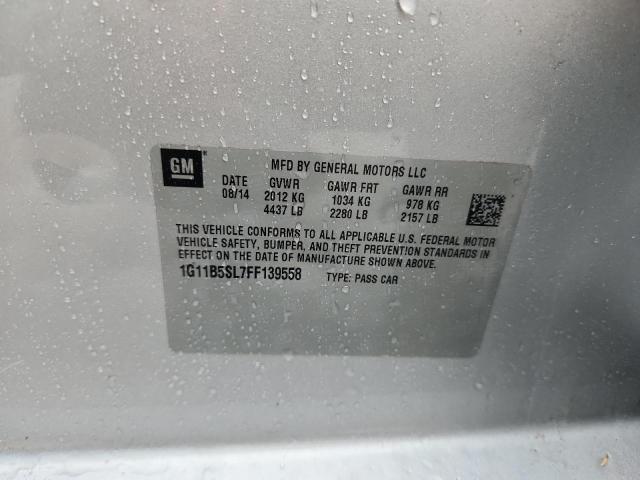 GM
MFD BY GENERAL MOTORS LLC
DATE GVWR GAWR FRT GAWR RR
08/14 2012 KG 1034 KG 978 KG
4437 LB 2280 LB 2157 LB
THIS VEHICLE CONFORMS TO ALL APPLICABLE U.S. FEDERAL MOTOR
VEHICLE SAFETY, BUMPER, AND THEFT PREVENTION STANDARDS IN
EFFECT ON THE DATE OF MANUFACTURE SHOWN ABOVE.
1G11B5SL7FF139558 TYPE: PASS CAR